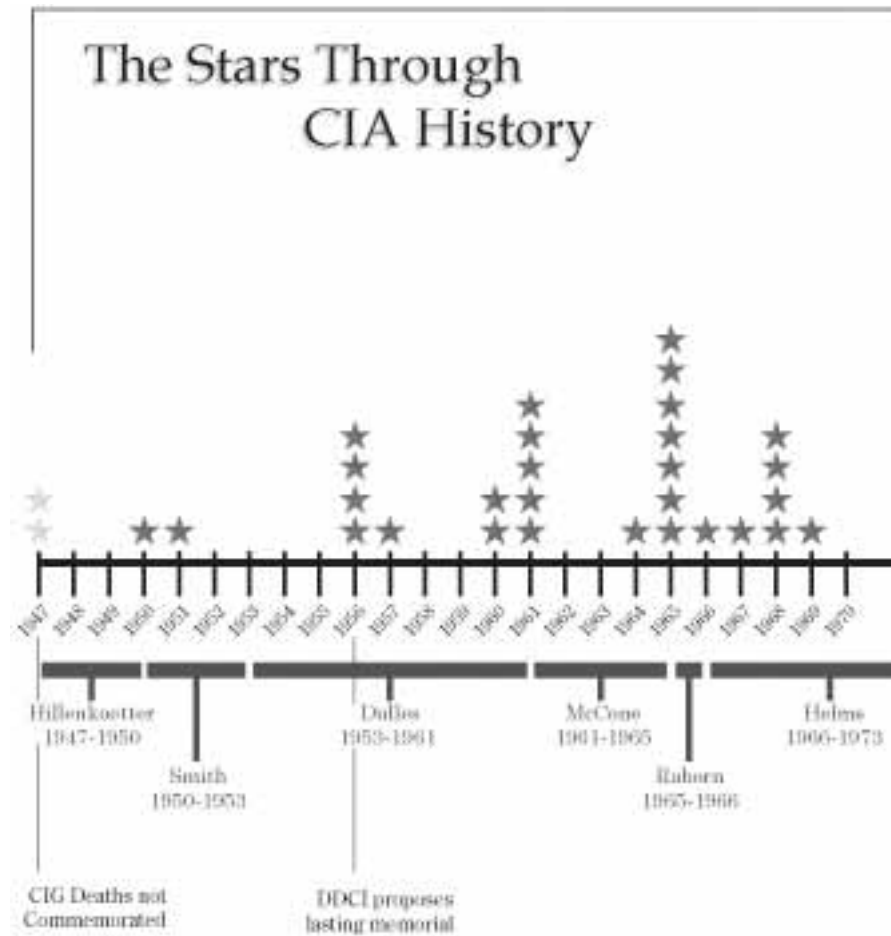 The Stars Through
CIA History
1947
1948
1949
1950
1951
1952
1953
1954
1955
1956
1957
1958
1959
1960
1961
1962
1963
1964
1965
1966
1967
1968
1969
1970
Hillenkoetter
1947-1950
Smith
1950-1953
Dulles
1953-1961
McCone
1961-1965
Raborn
1965-1966
Helms
1966-1973
CIG Deaths not
Commemorated
DDCI proposes
lasting memorial